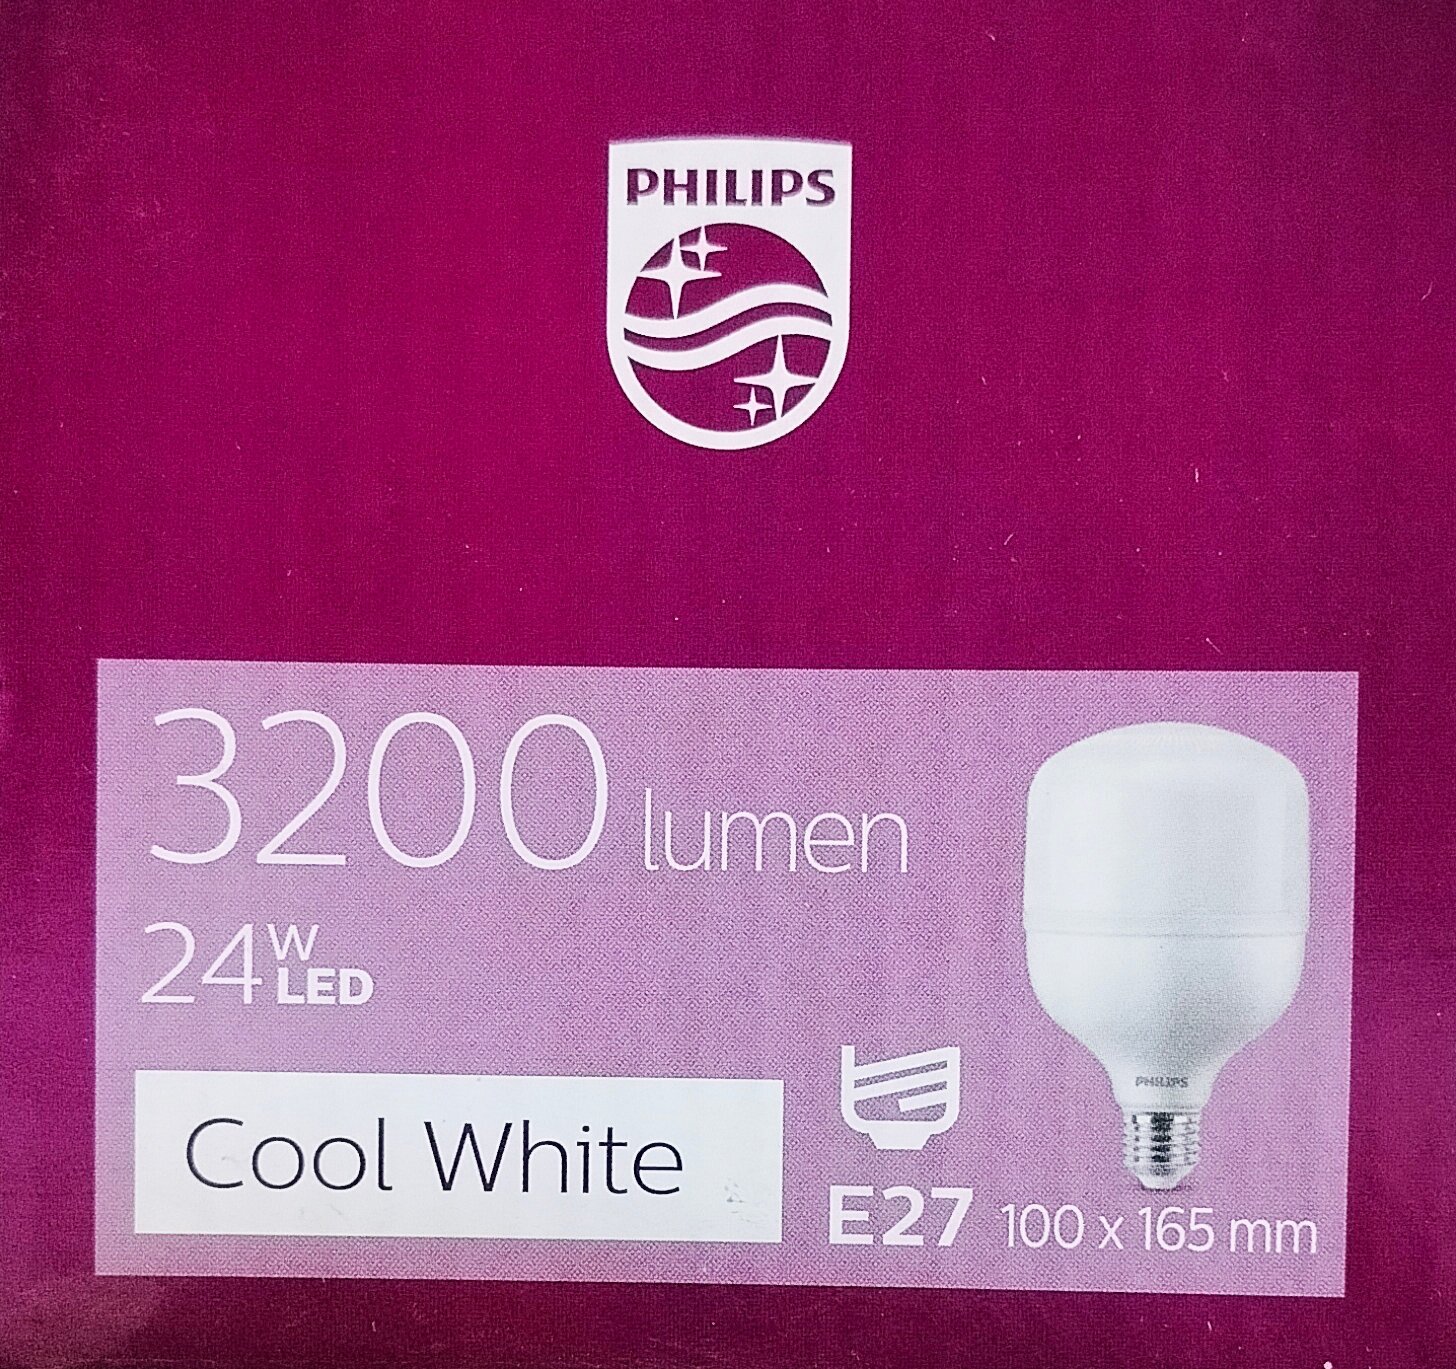 PHILIPS
3200 lumen
24W LED
Cool White
PHILIPS
E27 100 x 165 mm